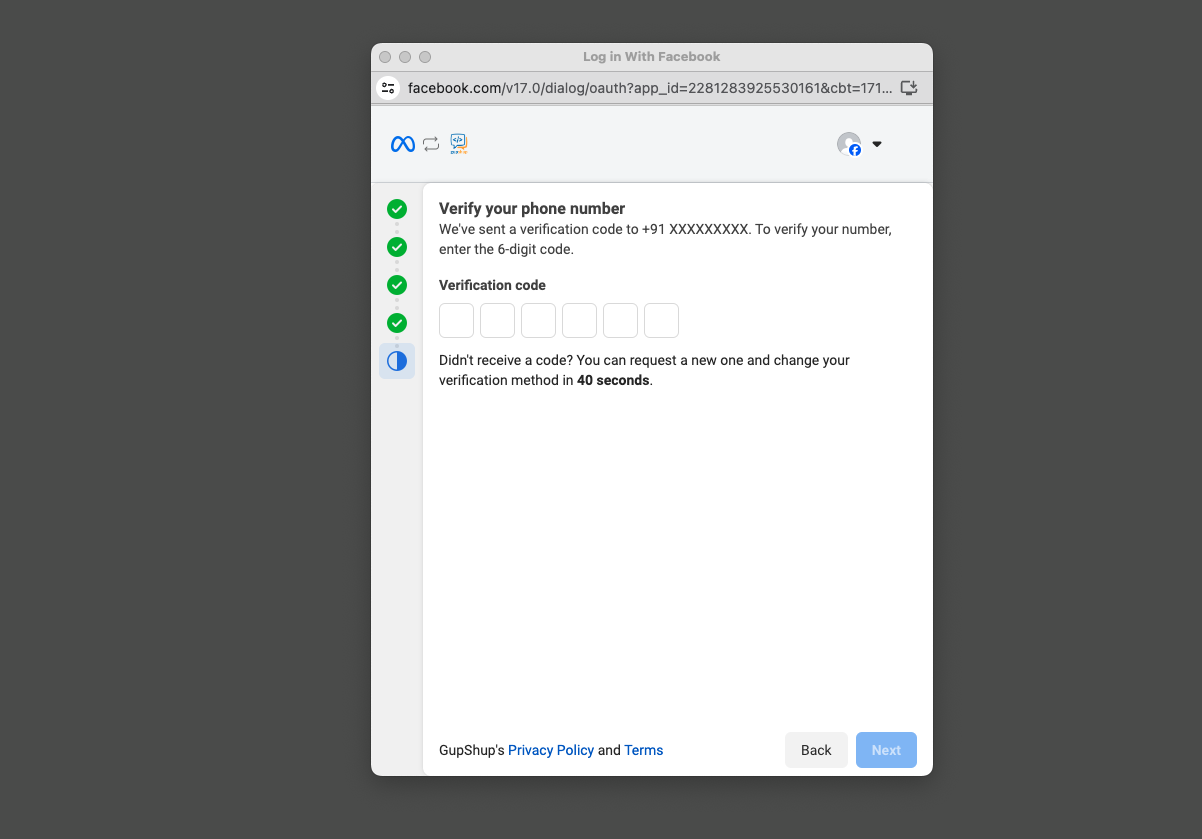 Log in With Facebook
facebook.com/v17.0/dialog/oauth?app_id=2281283925530161&cbt=171...
Verify your phone number
We've sent a verification code to +91 XXXXXXXXX. To verify your number,
enter the 6-digit code.
Verification code
Didn't receive a code? You can request a new one and change your
verification method in 40 seconds.
GupShup's Privacy Policy and Terms
Back
Next